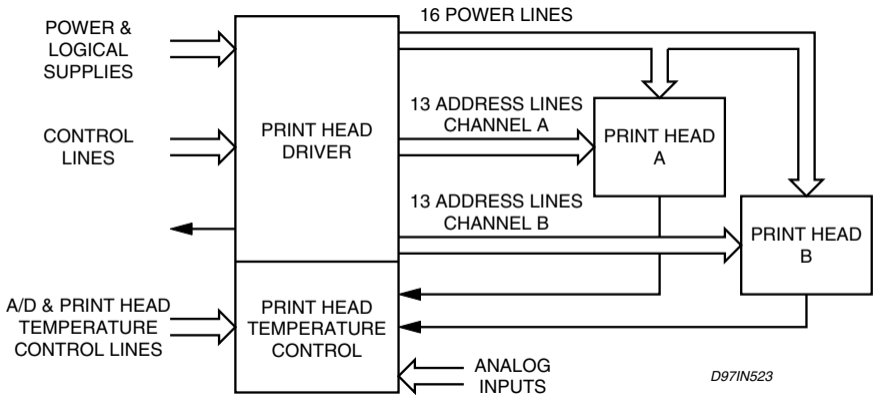 16 POWER LINES
POWER &
LOGICAL
SUPPLIES
CONTROL
LINES
PRINT HEAD
DRIVER
13 ADDRESS LINES
CHANNEL A
PRINT HEAD
A
13 ADDRESS LINES
CHANNEL B
PRINT HEAD
B
A/D & PRINT HEAD
TEMPERATURE
CONTROL LINES
PRINT HEAD
TEMPERATURE
CONTROL
ANALOG
INPUTS
D97IN523